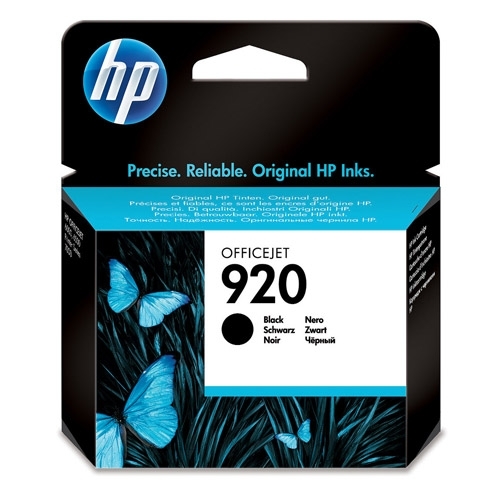 hp
Precise. Reliable. Original HP Inks.
Original HP Tinten. Original gut.
Précises et fiables, ce sont les encres d'origine HP.
Precisi. Di qualità. Inchiostri Originali HP.
Precies. Betrouwbaar. Originele HP inkt.
Точность. Надёжность. Оригинальные чернила HP.
OFFICEJET
920
Black Nero
Schwarz Zwart
Noir Чёрный